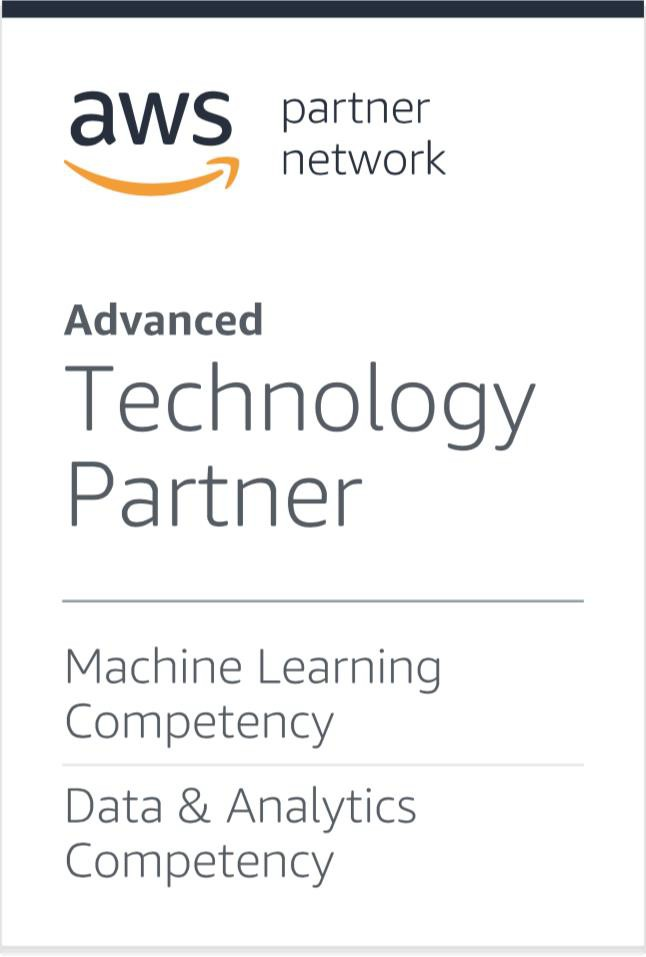 aws
partner
network
Advanced
Technology
Partner
Machine Learning
Competency
Data & Analytics
Competency